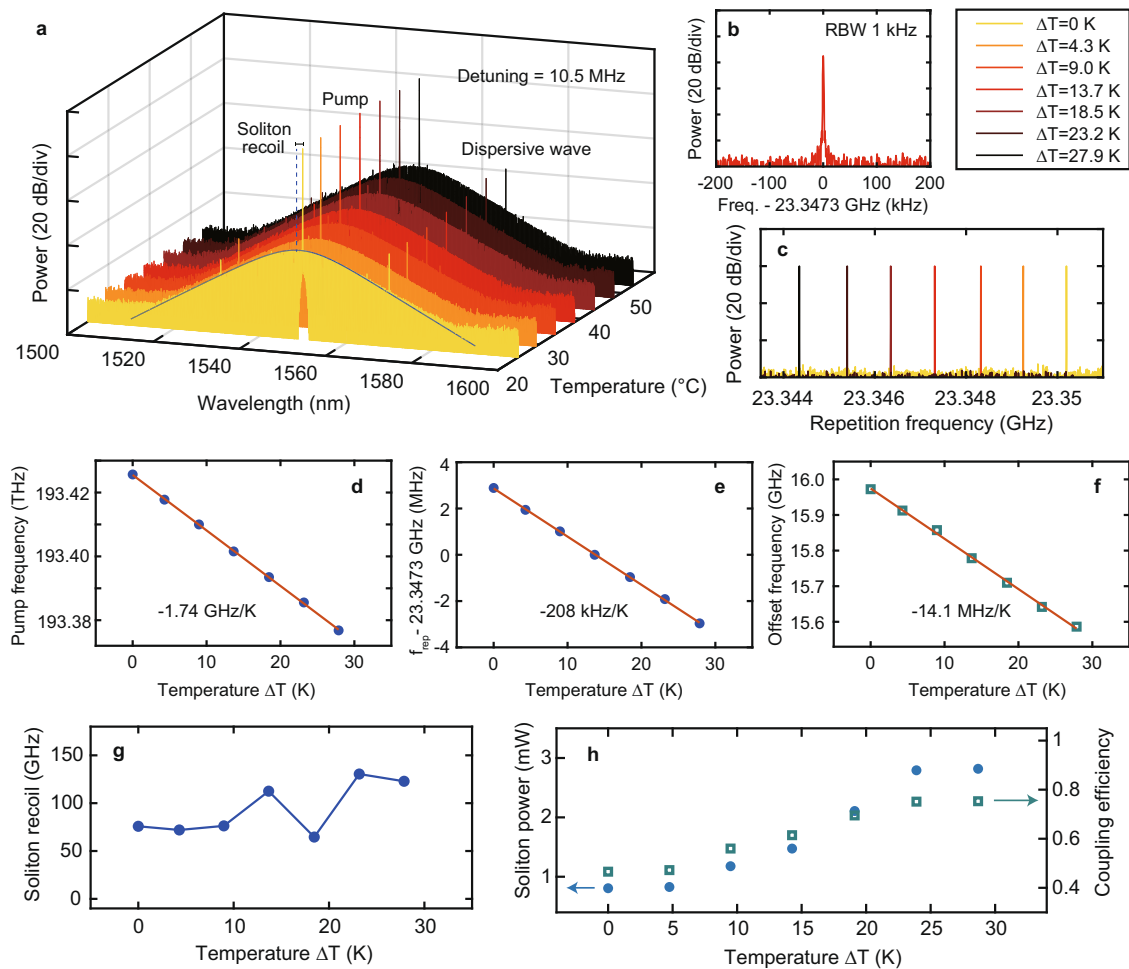 a
Detuning = 10.5 MHz
Pump
Soliton
recoil
Dispersive wave
Power (20 dB/div)
1500
1520
1540
1560
1580
1600
Wavelength (nm)
20
30
40
50
Temperature (°C)
b
RBW 1 kHz
Power (20 dB/div)
-200 -100 0 100 200
Freq. - 23.3473 GHz (kHz)
ΔT=0 K
ΔT=4.3 K
ΔT=9.0 K
ΔT=13.7 K
ΔT=18.5 K
ΔT=23.2 K
ΔT=27.9 K
c
Power (20 dB/div)
23.344 23.346 23.348 23.35
Repetition frequency (GHz)
d
Pump frequency (THz)
193.42
193.40
193.38
-1.74 GHz/K
0 10 20 30
Temperature ΔT (K)
e
f_rep - 23.3473 GHz (MHz)
4
2
0
-2
-4
-208 kHz/K
0 10 20 30
Temperature ΔT (K)
f
Offset frequency (GHz)
16.0
15.9
15.8
15.7
15.6
-14.1 MHz/K
0 10 20 30
Temperature ΔT (K)
g
Soliton recoil (GHz)
150
100
50
0
0 10 20 30
Temperature ΔT (K)
h
Soliton power (mW)
3
2
1
0 5 10 15 20 25 30
Temperature ΔT (K)
1
0.8
0.6
0.4
Coupling efficiency